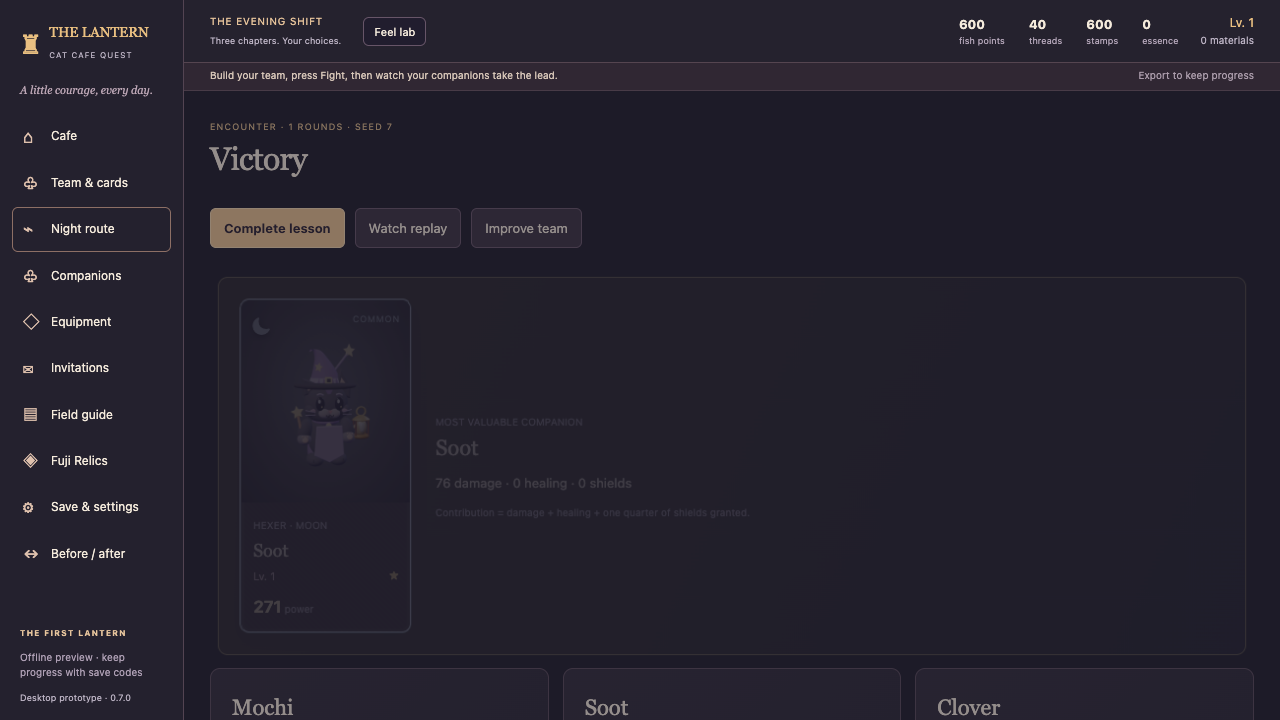 THE LANTERN
CAT CAFE QUEST
A little courage, every day.
Cafe
Team & cards
Night route
Companions
Equipment
Invitations
Field guide
Fuji Relics
Save & settings
Before / after
THE FIRST LANTERN
Offline preview · keep
progress with save codes
Desktop prototype · 0.7.0
THE EVENING SHIFT
Three chapters. Your choices.
Feel lab
600
fish points
40
threads
600
stamps
0
essence
Lv. 1
0 materials
Build your team, press Fight, then watch your companions take the lead.
Export to keep progress
ENCOUNTER · 1 ROUNDS · SEED 7
Victory
Complete lesson
Watch replay
Improve team
COMMON
HEXER · MOON
Soot
Lv. 1
271 power
MOST VALUABLE COMPANION
Soot
76 damage · 0 healing · 0 shields
Contribution = damage + healing + one quarter of shields granted.
Mochi
Soot
Clover